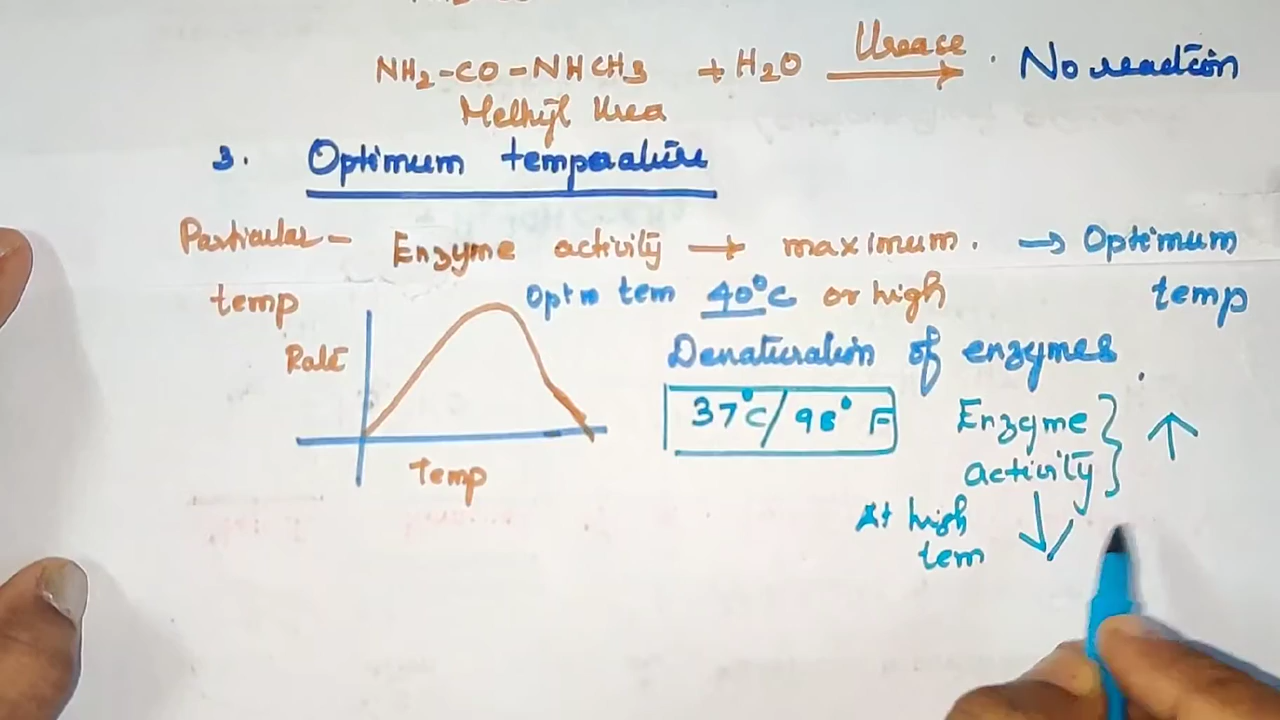 NH2-CO-NHCH3 + H2O Urease → No reaction
Methyl Urea
3. Optimum temperature
Particular - Enzyme activity → maximum. → Optimum
temp Optm tem 40°C or high temp
Rate Denaturation of enzymes.
37°C/98° F Enzyme } ↑
activity
Temp
At high ↓
tem